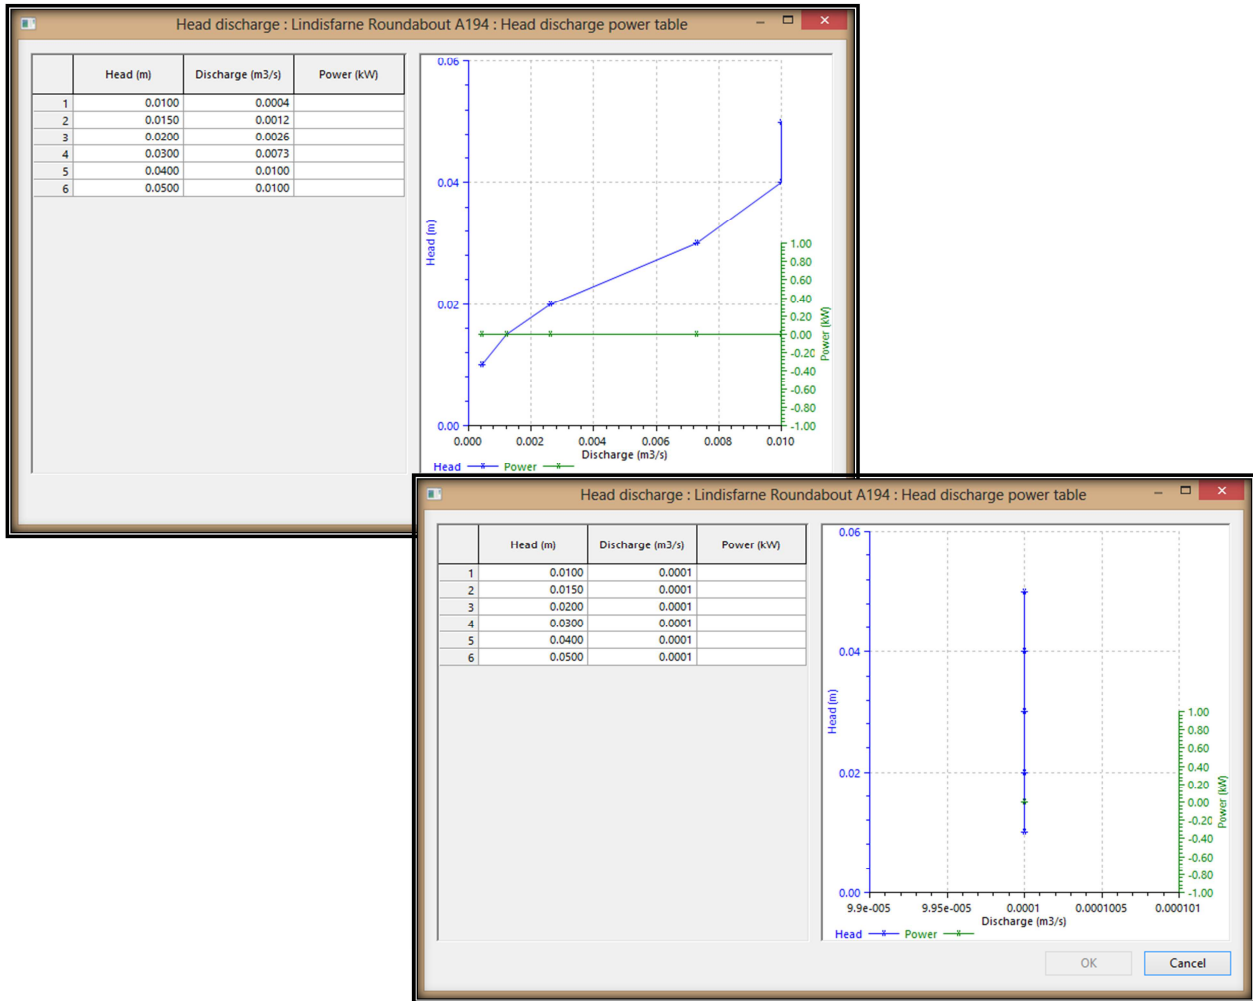 Head discharge : Lindisfarne Roundabout A194 : Head discharge power table
Head (m) Discharge (m3/s) Power (kW)
1 0.0100 0.0004
2 0.0150 0.0012
3 0.0200 0.0026
4 0.0300 0.0073
5 0.0400 0.0100
6 0.0500 0.0100
0.06
0.04
0.02
0.00
Head (m)
1.00
0.80
0.60
0.40
0.20
0.00
-0.20
-0.40
-0.60
-0.80
-1.00
Power (kW)
0.000 0.002 0.004 0.006 0.008 0.010
Discharge (m3/s)
Head Power
Head discharge : Lindisfarne Roundabout A194 : Head discharge power table
Head (m) Discharge (m3/s) Power (kW)
1 0.0100 0.0001
2 0.0150 0.0001
3 0.0200 0.0001
4 0.0300 0.0001
5 0.0400 0.0001
6 0.0500 0.0001
0.06
0.04
0.02
0.00
Head (m)
1.00
0.80
0.60
0.40
0.20
0.00
-0.20
-0.40
-0.60
-0.80
-1.00
Power (kW)
9.9e-005 9.95e-005 0.0001 0.0001005 0.000101
Discharge (m3/s)
Head Power
OK Cancel